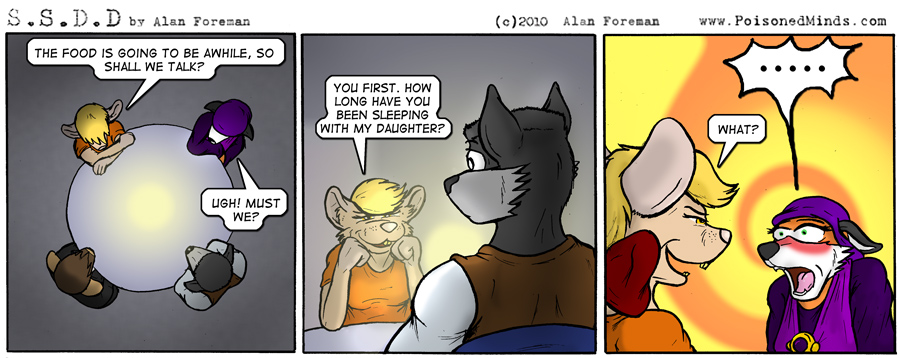 S.S.D.D by Alan Foreman (c)2010 Alan Foreman www.PoisonedMinds.com
THE FOOD IS GOING TO BE AWHILE, SO
SHALL WE TALK?
UGH! MUST
WE?
YOU FIRST. HOW
LONG HAVE YOU
BEEN SLEEPING
WITH MY DAUGHTER?
.....
WHAT?